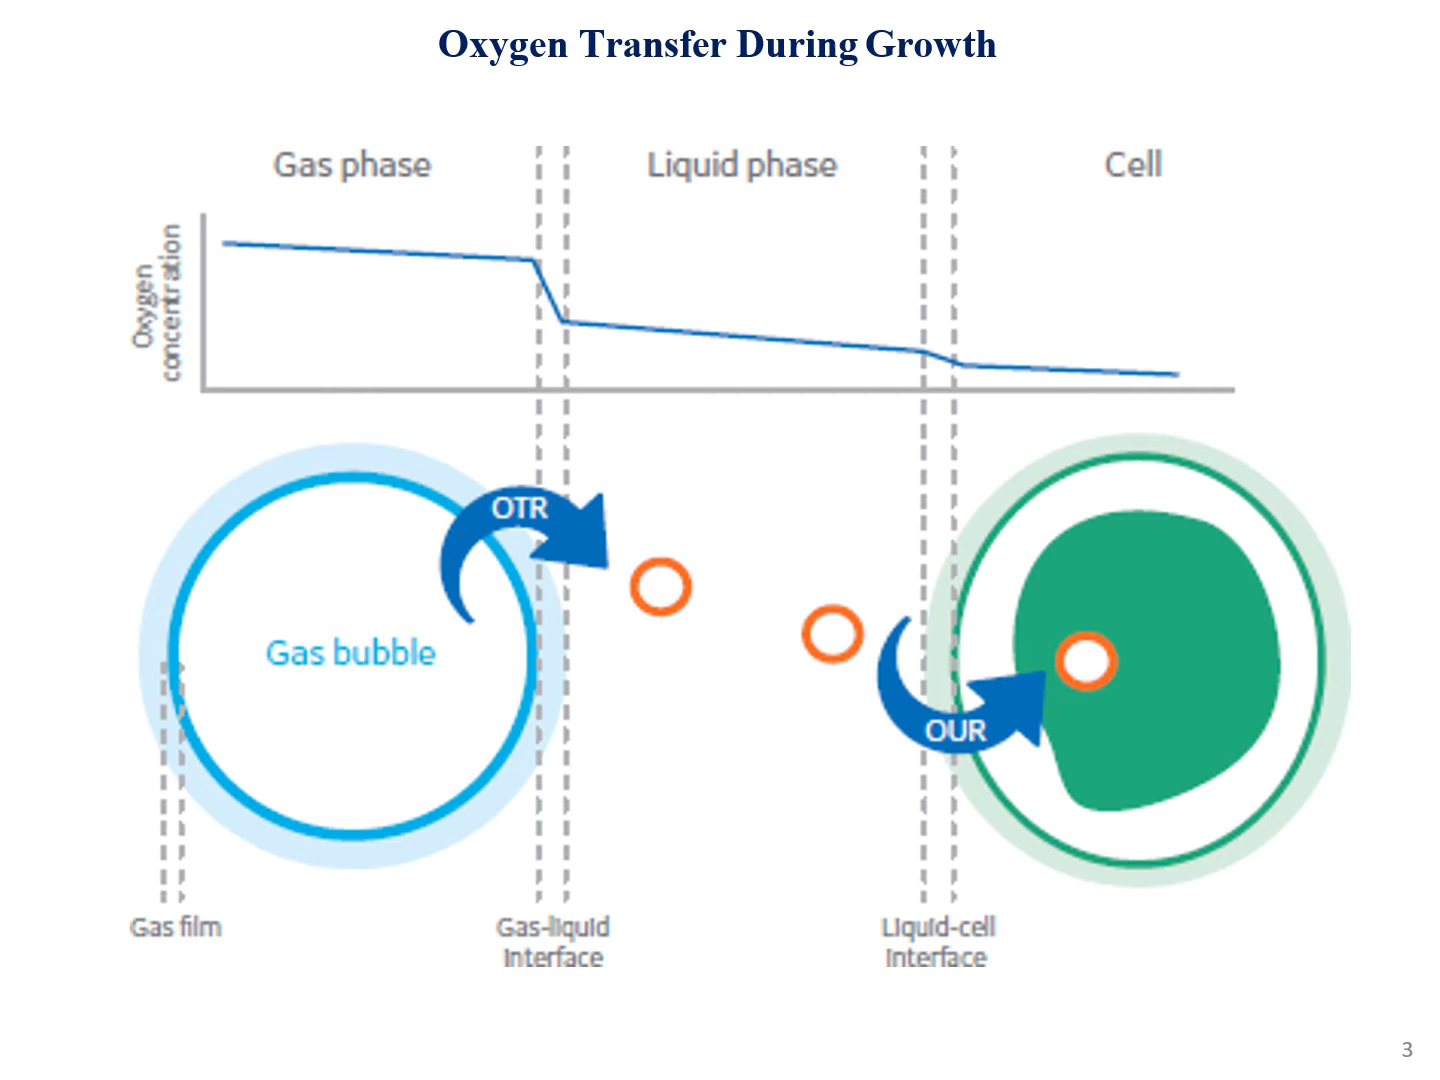 Oxygen Transfer During Growth
Gas phase
Liquid phase
Cell
Oxygen
concentration
OTR
Gas bubble
OUR
Gas film
Gas-liquid
Interface
Liquid-cell
Interface
3